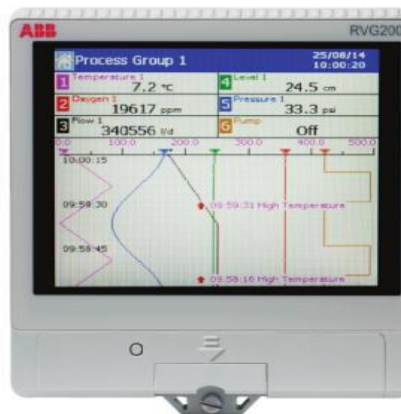 ABB
RVG200
Process Group 1
25/08/14
10:00:20
1 Temperature 1
7.2 °C
4 Level 1
24.5 cm
2 Oxygen 1
19617 ppm
5 Pressure 1
33.3 psi
3 Flow 1
340556 l/d
6 Pump
Off
0.0 100.0 200.0 300.0 400.0 500.0
10:00:15
09:59:30
09:59:31 High Temperature
09:58:45
09:58:16 High Temperature